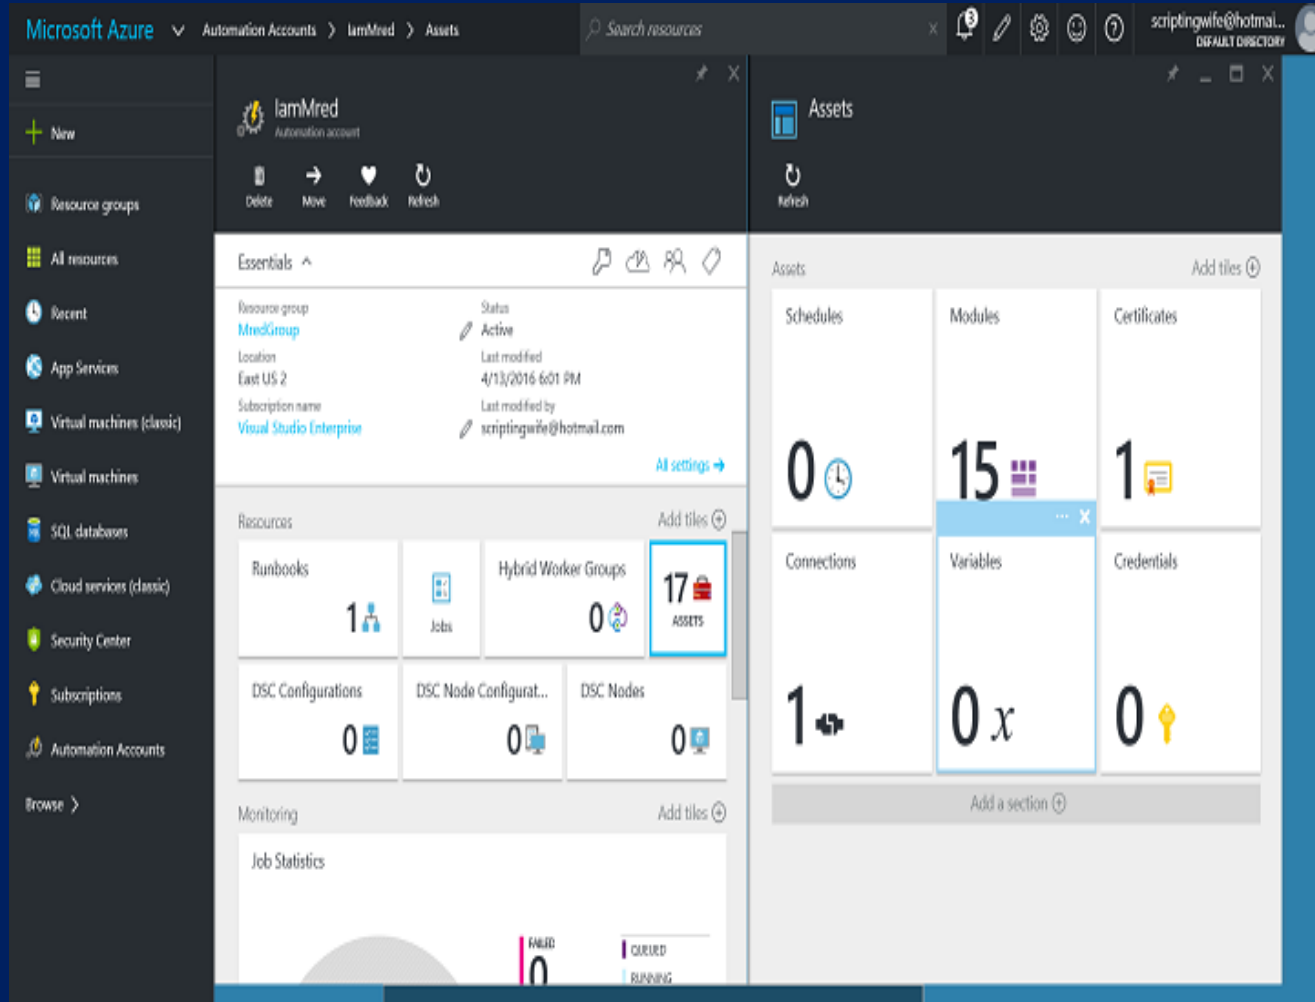 Microsoft Azure Automation Accounts > IamMred > Assets
Search resources
3
scriptingwife@hotmai...
DEFAULT DIRECTORY
New
Resource groups
All resources
Recent
App Services
Virtual machines (classic)
Virtual machines
SQL databases
Cloud services (classic)
Security Center
Subscriptions
Automation Accounts
Browse >
IamMred
Automation account
Delete Move Feedback Refresh
Essentials
Resource group
MredGroup
Location
East US 2
Subscription name
Visual Studio Enterprise
Status
Active
Last modified
4/13/2016 6:01 PM
Last modified by
scriptingwife@hotmail.com
All settings
Resources Add tiles
Runbooks
1
Jobs
Hybrid Worker Groups
0
17
ASSETS
DSC Configurations
0
DSC Node Configurat...
0
DSC Nodes
0
Monitoring Add tiles
Job Statistics
FAILED
0
QUEUED
RUNNING
Assets
Refresh
Assets Add tiles
Schedules
0
Modules
15
Certificates
1
Connections
1
Variables
0 x
Credentials
0
Add a section